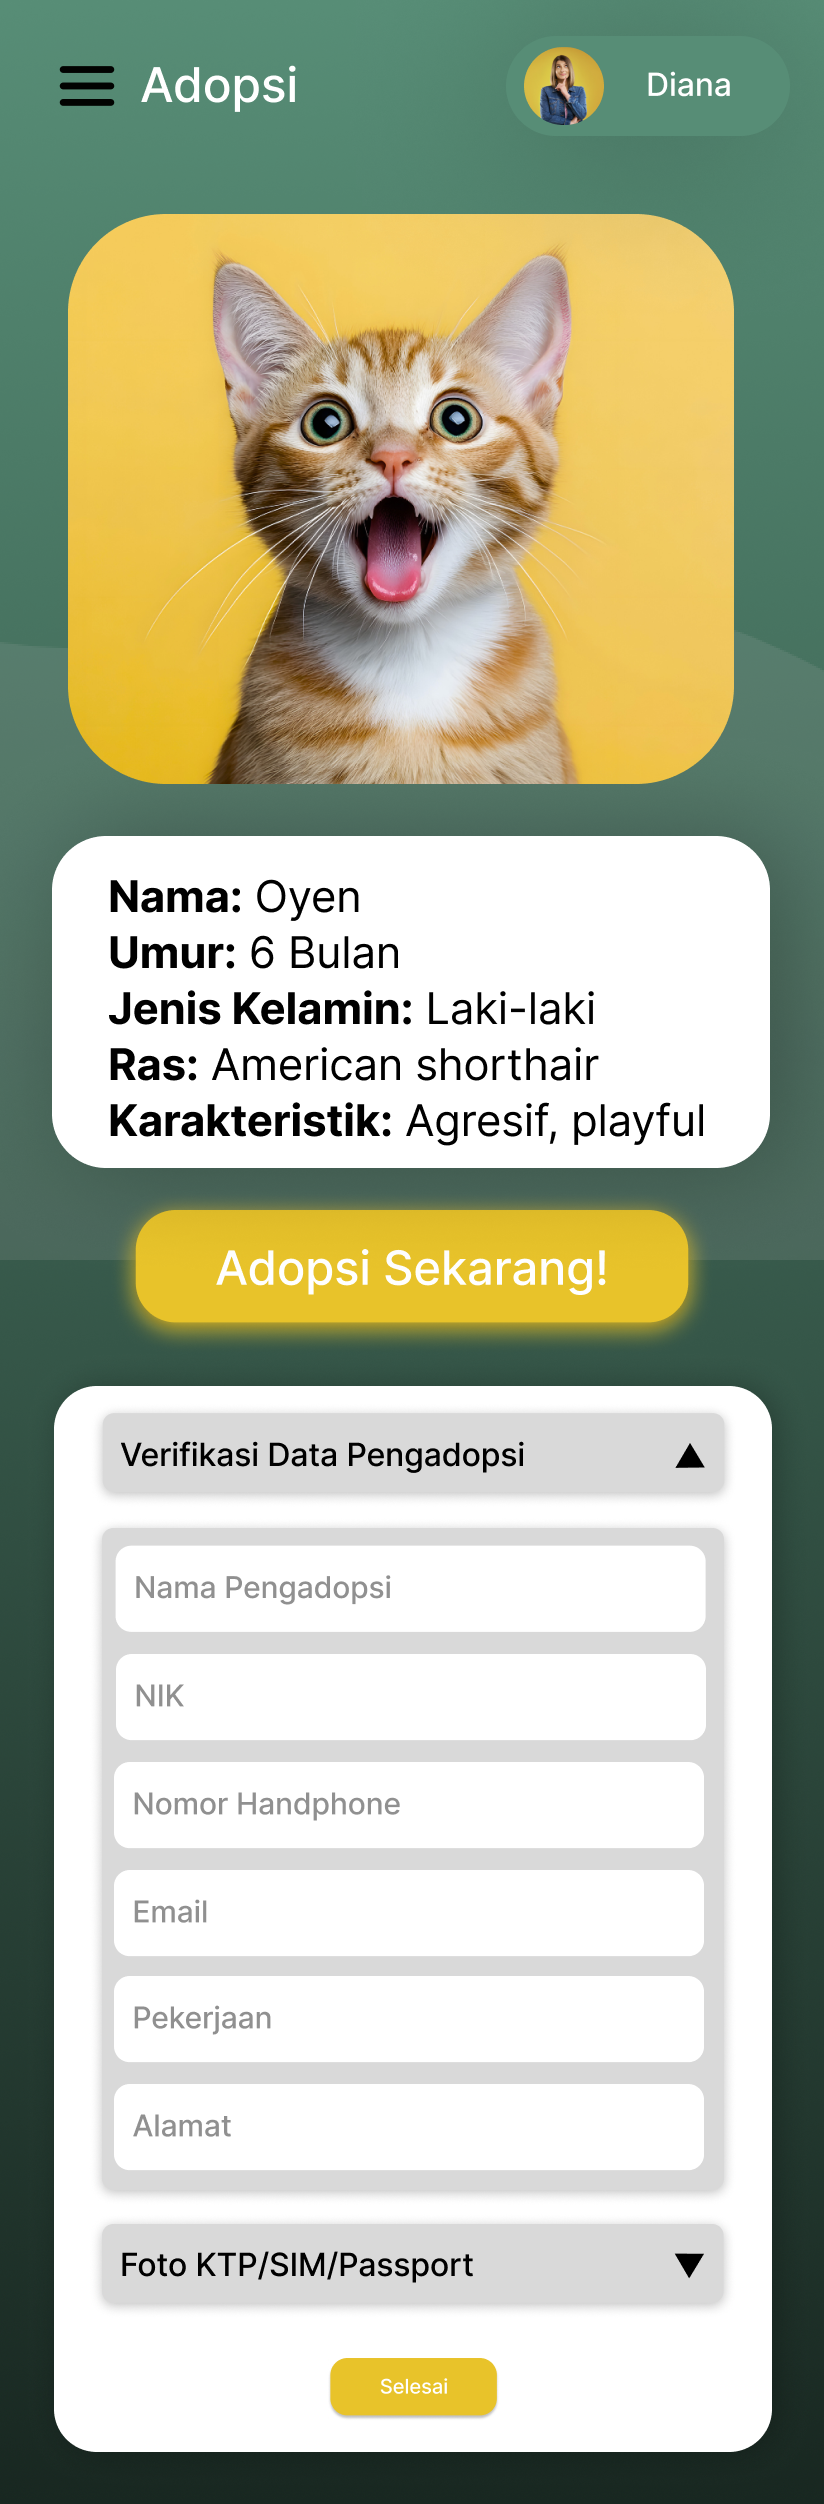 Adopsi
Diana
Nama: Oyen
Umur: 6 Bulan
Jenis Kelamin: Laki-laki
Ras: American shorthair
Karakteristik: Agresif, playful
Adopsi Sekarang!
Verifikasi Data Pengadopsi
Nama Pengadopsi
NIK
Nomor Handphone
Email
Pekerjaan
Alamat
Foto KTP/SIM/Passport
Selesai